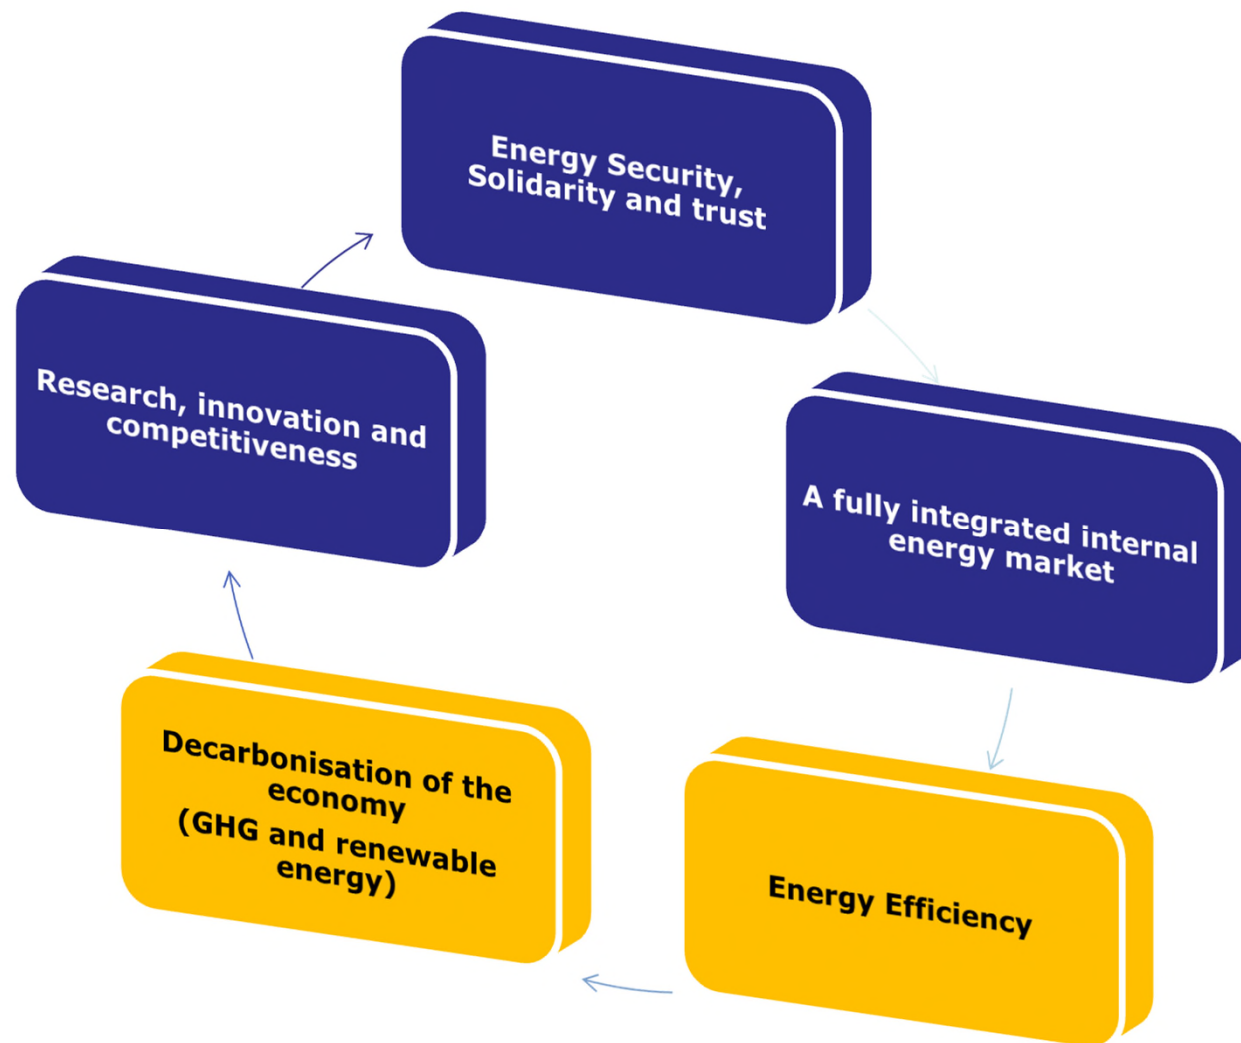 Energy Security,
Solidarity and trust
A fully integrated internal
energy market
Energy Efficiency
Decarbonisation of the
economy
(GHG and renewable
energy)
Research, innovation and
competitiveness